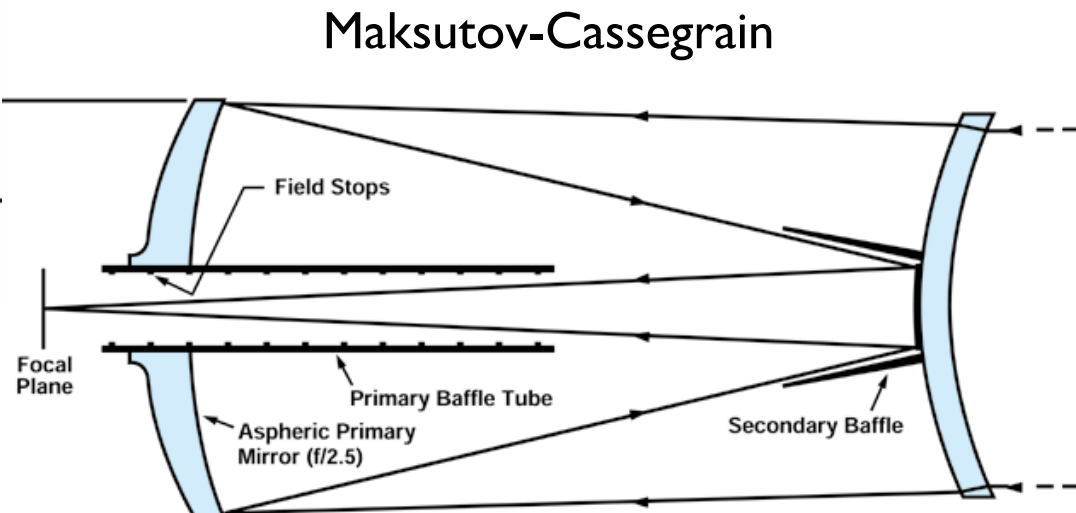 Maksutov-Cassegrain
Field Stops
Focal
Plane
Primary Baffle Tube
Aspheric Primary
Mirror (f/2.5)
Secondary Baffle